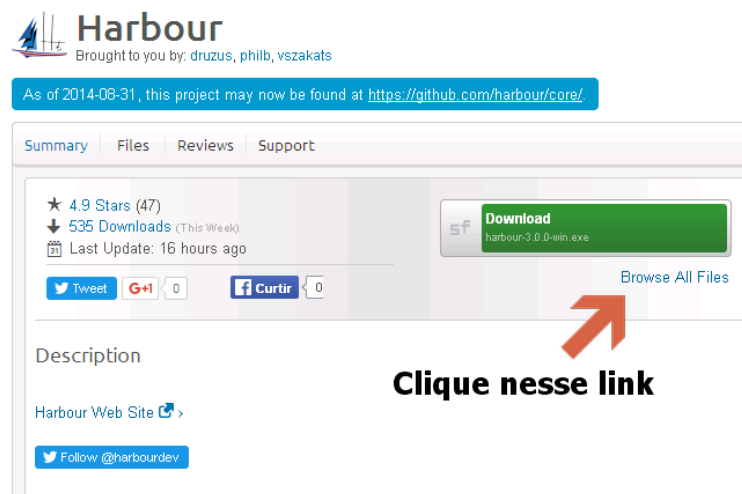 Harbour
Brought to you by: druzus, philb, vszakats
As of 2014-08-31, this project may now be found at https://github.com/harbour/core/.
Summary Files Reviews Support
4.9 Stars (47)
535 Downloads (This Week)
31 Last Update: 16 hours ago
sf Download
harbour-3.0.0-win.exe
Browse All Files
Tweet G+1 0 f Curtir 0
Description
Clique nesse link
Harbour Web Site ›
Follow @harbourdev